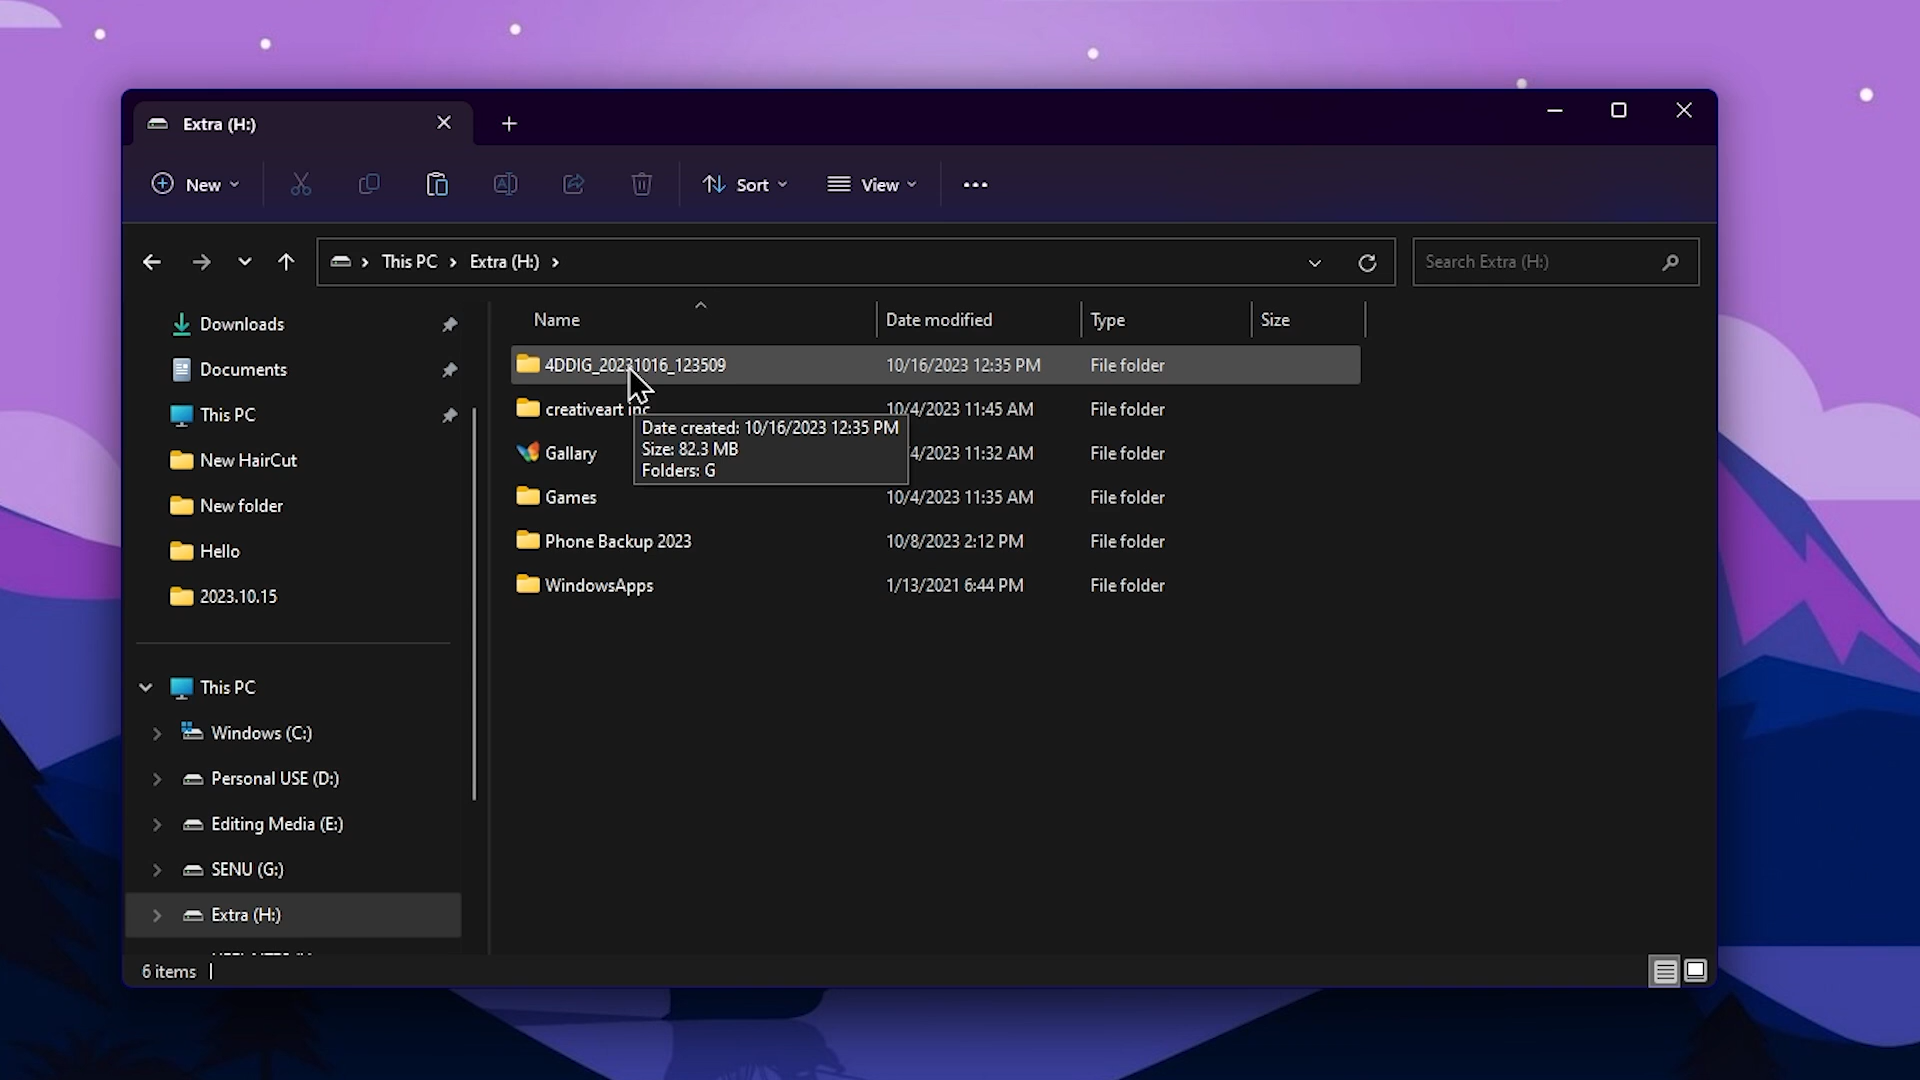 Extra (H:)
New
Sort
View
This PC
Extra (H:)
Search Extra (H:)
Downloads
Documents
This PC
New HairCut
New folder
Hello
2023.10.15
This PC
Windows (C:)
Personal USE (D:)
Editing Media (E:)
SENU (G:)
Extra (H:)
Name Date modified Type Size
4DDIG_20231016_123509 10/16/2023 12:35 PM File folder
creativeart inc 10/4/2023 11:45 AM File folder
Gallary /4/2023 11:32 AM File folder
Games 10/4/2023 11:35 AM File folder
Phone Backup 2023 10/8/2023 2:12 PM File folder
WindowsApps 1/13/2021 6:44 PM File folder
Date created: 10/16/2023 12:35 PM
Size: 82.3 MB
Folders: G
6 items